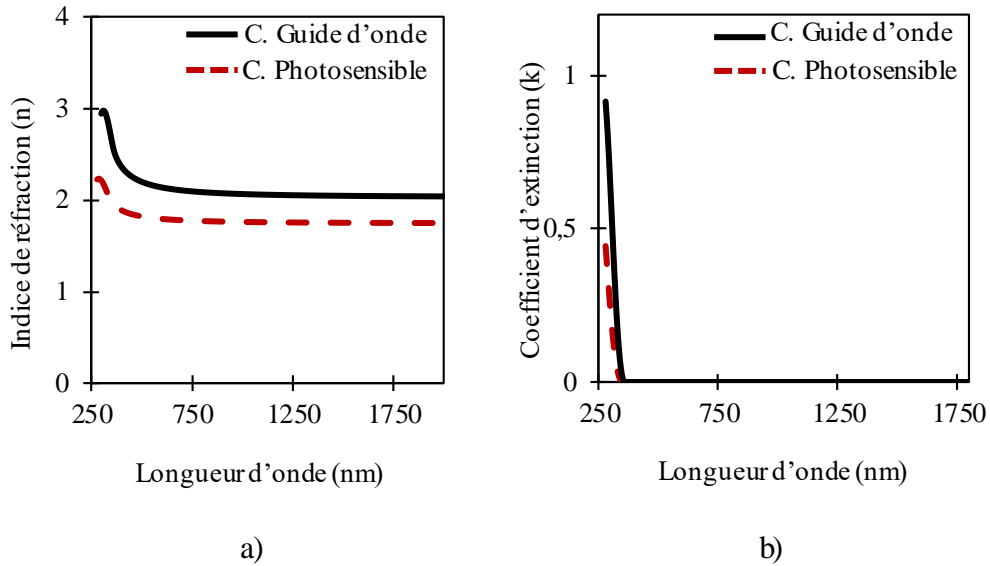 Indice de réfraction (n)
4
3
2
1
0
C. Guide d’onde
C. Photosensible
250 750 1250 1750
Longueur d’onde (nm)
a)
Coefficient d’extinction (k)
1
0,5
0
C. Guide d’onde
C. Photosensible
250 750 1250 1750
Longueur d’onde (nm)
b)